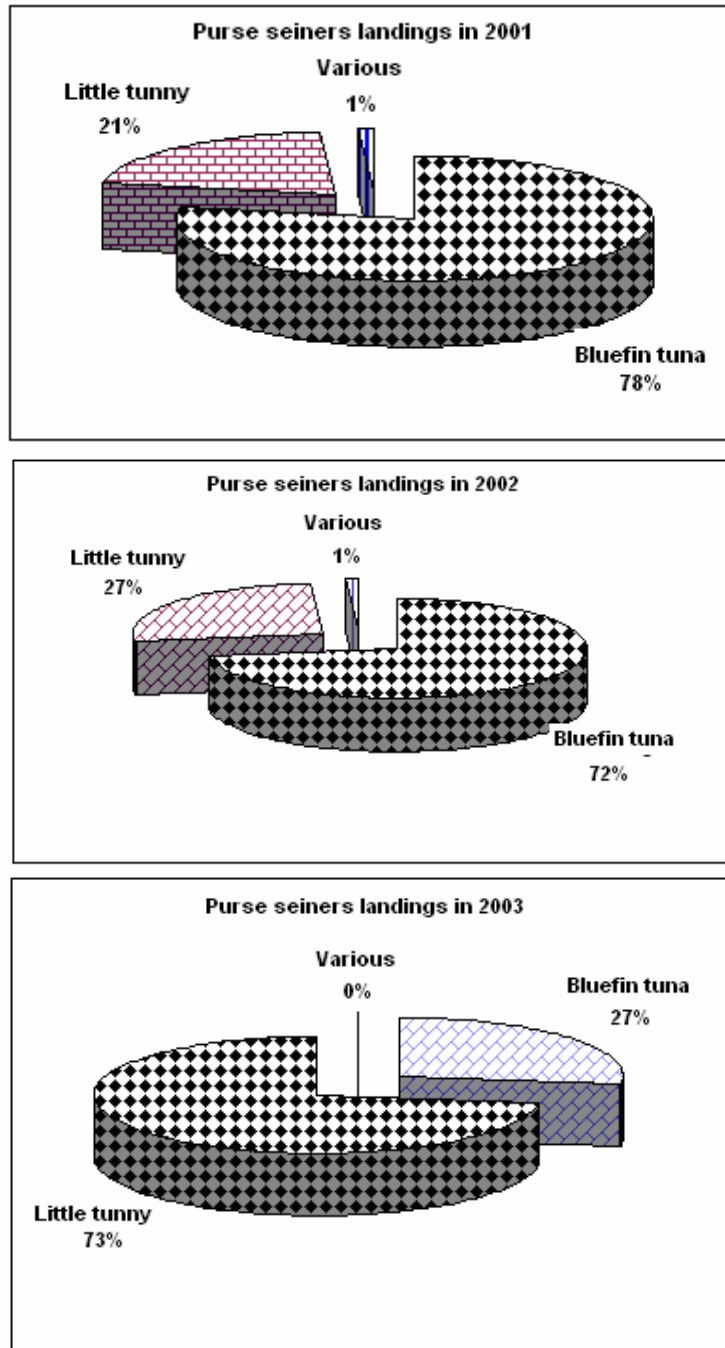 Purse seiners landings in 2001
Various
1%
Little tunny
21%
Bluefin tuna
78%
Purse seiners landings in 2002
Various
1%
Little tunny
27%
Bluefin tuna
72%
Purse seiners landings in 2003
Various
0%
Bluefin tuna
27%
Little tunny
73%